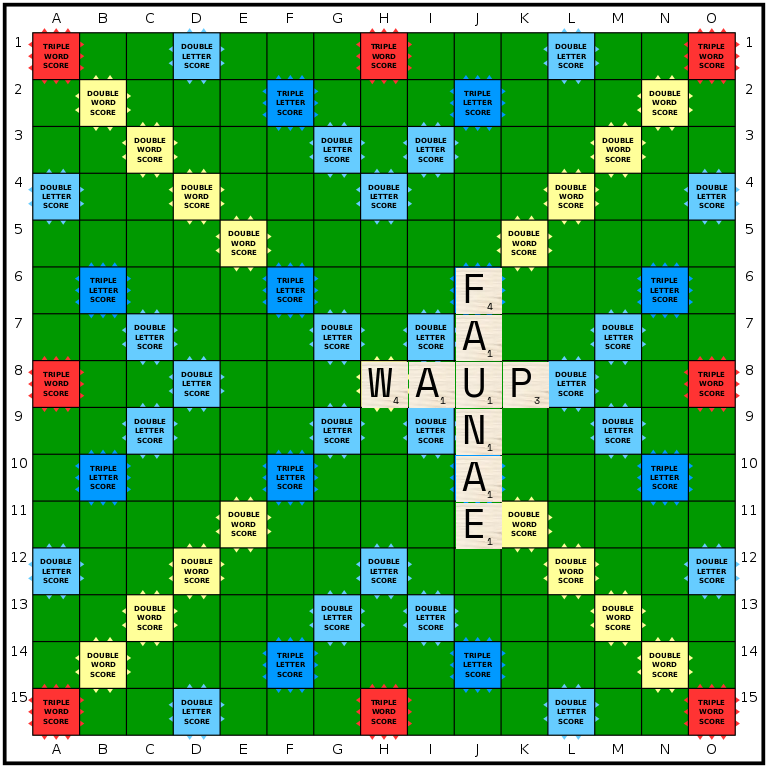 A B C D E F G H I J K L M N O
1 TRIPLE WORD SCORE DOUBLE LETTER SCORE TRIPLE WORD SCORE DOUBLE LETTER SCORE TRIPLE WORD SCORE 1
2 DOUBLE WORD SCORE TRIPLE LETTER SCORE TRIPLE LETTER SCORE DOUBLE WORD SCORE 2
3 DOUBLE WORD SCORE DOUBLE LETTER SCORE DOUBLE LETTER SCORE DOUBLE WORD SCORE 3
4 DOUBLE LETTER SCORE DOUBLE WORD SCORE DOUBLE LETTER SCORE DOUBLE WORD SCORE DOUBLE LETTER SCORE 4
5 DOUBLE WORD SCORE DOUBLE WORD SCORE 5
6 TRIPLE LETTER SCORE TRIPLE LETTER SCORE F4 TRIPLE LETTER SCORE 6
7 DOUBLE LETTER SCORE DOUBLE LETTER SCORE DOUBLE LETTER SCORE A1 DOUBLE LETTER SCORE 7
8 TRIPLE WORD SCORE DOUBLE LETTER SCORE W4 A1 U1 P3 DOUBLE LETTER SCORE TRIPLE WORD SCORE 8
9 DOUBLE LETTER SCORE DOUBLE LETTER SCORE DOUBLE LETTER SCORE N1 DOUBLE LETTER SCORE 9
10 TRIPLE LETTER SCORE TRIPLE LETTER SCORE A1 TRIPLE LETTER SCORE 10
11 DOUBLE WORD SCORE E1 DOUBLE WORD SCORE 11
12 DOUBLE LETTER SCORE DOUBLE WORD SCORE DOUBLE LETTER SCORE DOUBLE WORD SCORE DOUBLE LETTER SCORE 12
13 DOUBLE WORD SCORE DOUBLE LETTER SCORE DOUBLE LETTER SCORE DOUBLE WORD SCORE 13
14 DOUBLE WORD SCORE TRIPLE LETTER SCORE TRIPLE LETTER SCORE DOUBLE WORD SCORE 14
15 TRIPLE WORD SCORE DOUBLE LETTER SCORE TRIPLE WORD SCORE DOUBLE LETTER SCORE TRIPLE WORD SCORE 15
A B C D E F G H I J K L M N O